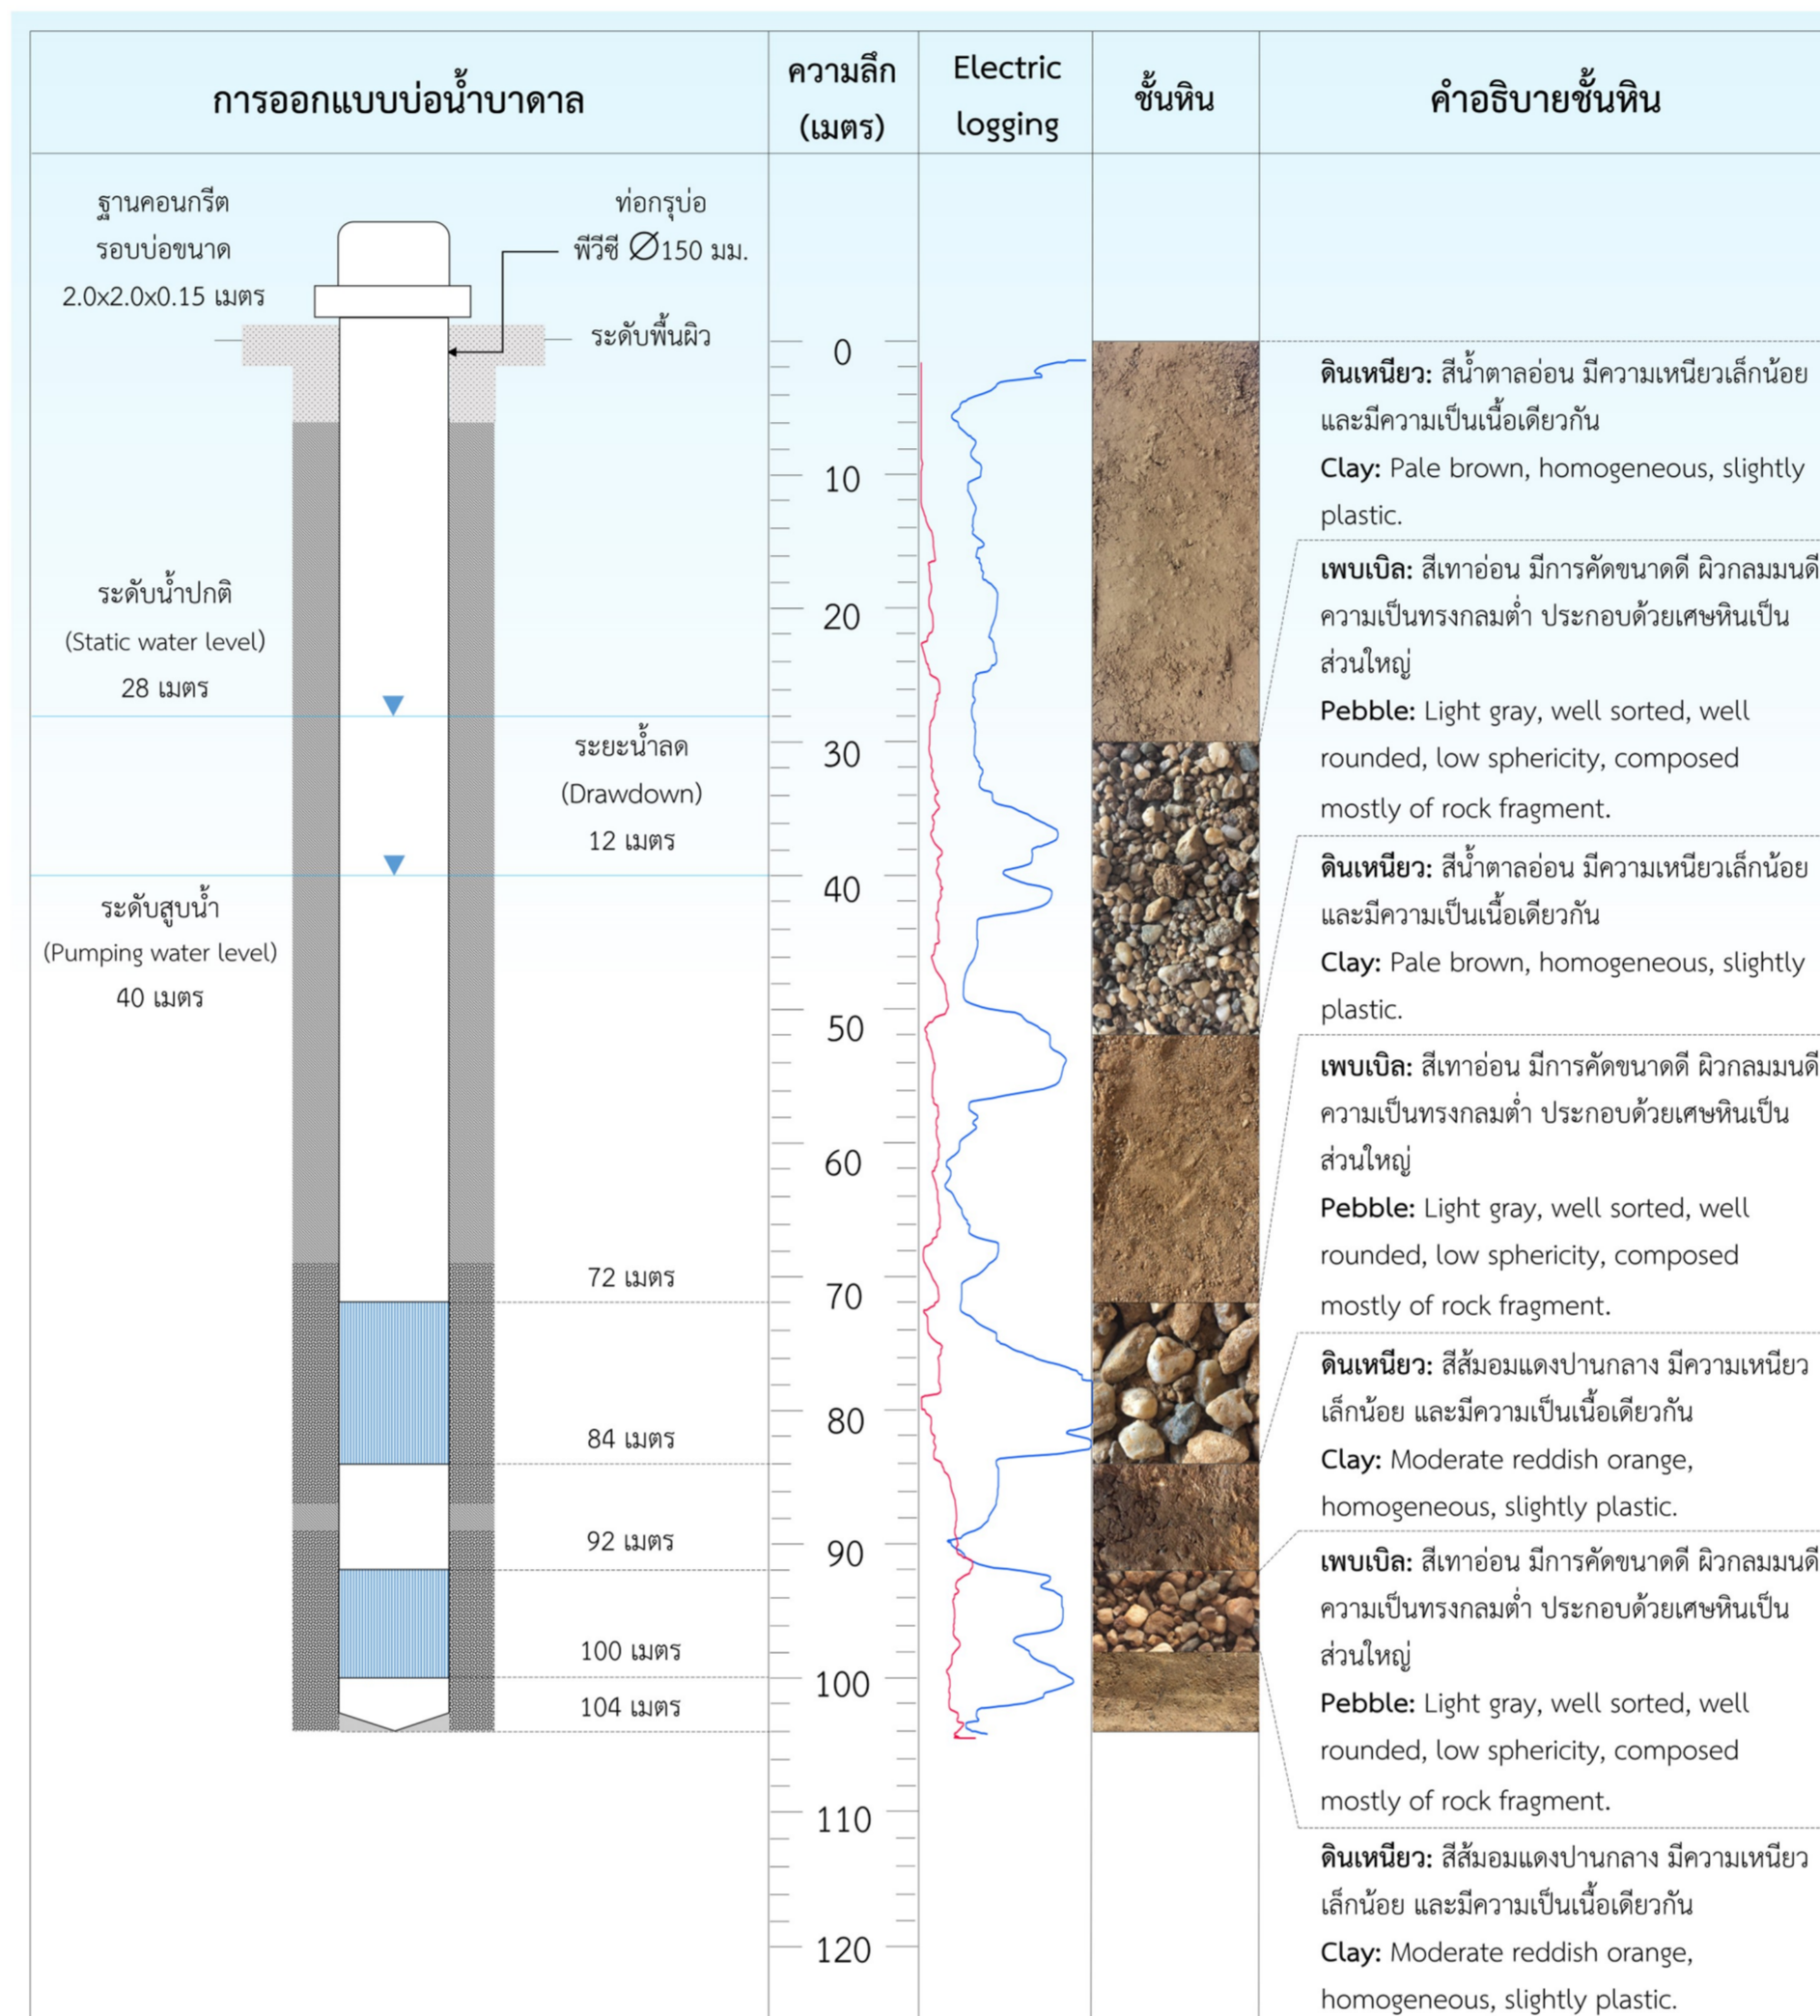 การออกแบบบ่อน้ำบาดาล
ความลึก
(เมตร)
Electric
logging
ชั้นหิน
คำอธิบายชั้นหิน
ฐานคอนกรีต
รอบบ่อขนาด
2.0x2.0x0.15 เมตร
ท่อกรุบ่อ
พีวีซี ∅150 มม.
ระดับพื้นผิว
ระดับน้ำปกติ
(Static water level)
28 เมตร
ระยะน้ำลด
(Drawdown)
12 เมตร
ระดับสูบน้ำ
(Pumping water level)
40 เมตร
72 เมตร
84 เมตร
92 เมตร
100 เมตร
104 เมตร
0
10
20
30
40
50
60
70
80
90
100
110
120
ดินเหนียว: สีน้ำตาลอ่อน มีความเหนียวเล็กน้อย
และมีความเป็นเนื้อเดียวกัน
Clay: Pale brown, homogeneous, slightly
plastic.
เพบเบิล: สีเทาอ่อน มีการคัดขนาดดี ผิวกลมมนดี
ความเป็นทรงกลมต่ำ ประกอบด้วยเศษหินเป็น
ส่วนใหญ่
Pebble: Light gray, well sorted, well
rounded, low sphericity, composed
mostly of rock fragment.
ดินเหนียว: สีน้ำตาลอ่อน มีความเหนียวเล็กน้อย
และมีความเป็นเนื้อเดียวกัน
Clay: Pale brown, homogeneous, slightly
plastic.
เพบเบิล: สีเทาอ่อน มีการคัดขนาดดี ผิวกลมมนดี
ความเป็นทรงกลมต่ำ ประกอบด้วยเศษหินเป็น
ส่วนใหญ่
Pebble: Light gray, well sorted, well
rounded, low sphericity, composed
mostly of rock fragment.
ดินเหนียว: สีส้มอมแดงปานกลาง มีความเหนียว
เล็กน้อย และมีความเป็นเนื้อเดียวกัน
Clay: Moderate reddish orange,
homogeneous, slightly plastic.
เพบเบิล: สีเทาอ่อน มีการคัดขนาดดี ผิวกลมมนดี
ความเป็นทรงกลมต่ำ ประกอบด้วยเศษหินเป็น
ส่วนใหญ่
Pebble: Light gray, well sorted, well
rounded, low sphericity, composed
mostly of rock fragment.
ดินเหนียว: สีส้มอมแดงปานกลาง มีความเหนียว
เล็กน้อย และมีความเป็นเนื้อเดียวกัน
Clay: Moderate reddish orange,
homogeneous, slightly plastic.